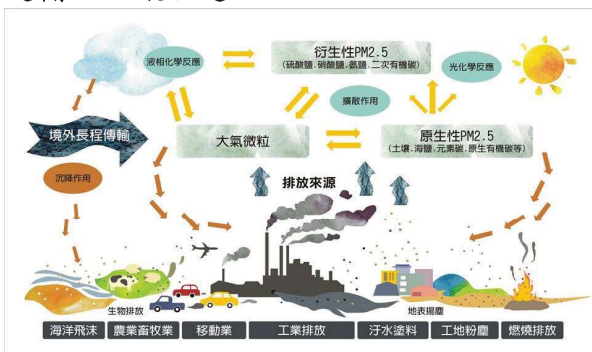 液相化學反應
衍生性PM2.5
(硫酸鹽.硝酸鹽.氨鹽.二次有機碳)
光化學反應
擴散作用
境外長程傳輸
大氣微粒
原生性PM2.5
(土壤.海鹽.元素碳.原生有機碳等)
沉降作用
排放來源
生物排放
地表揚塵
海洋飛沫
農業畜牧業
移動業
工業排放
汙水塗料
工地粉塵
燃燒排放